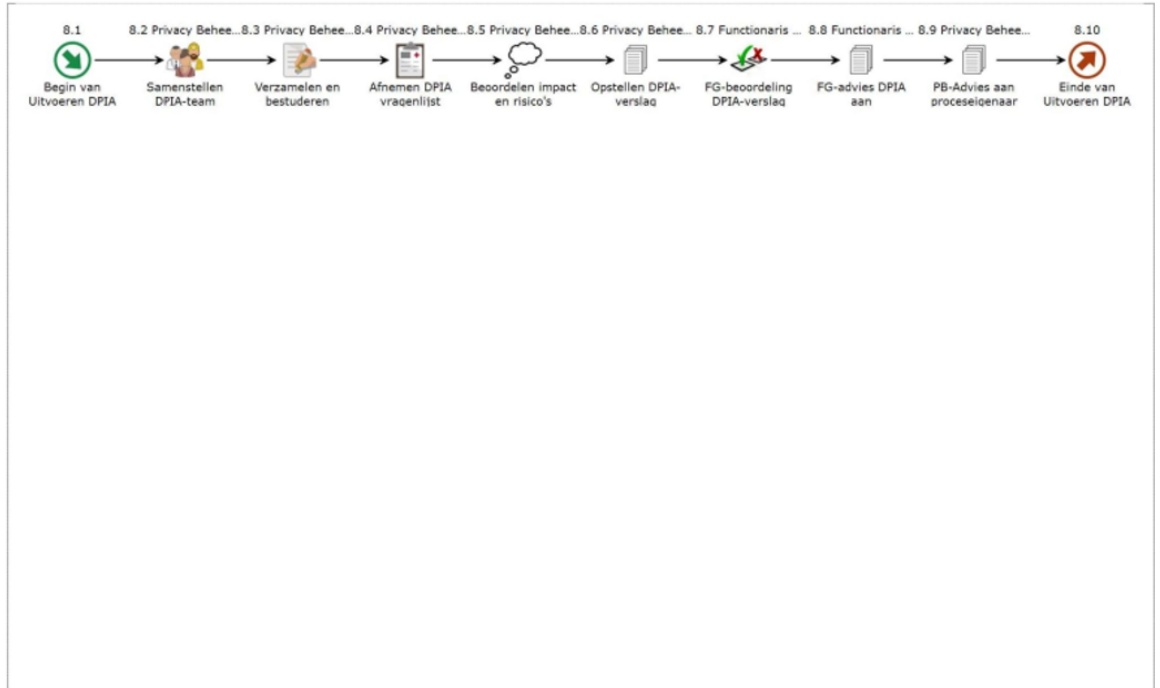 8.1
8.2 Privacy Behee...
8.3 Privacy Behee...
8.4 Privacy Behee...
8.5 Privacy Behee...
8.6 Privacy Behee...
8.7 Functionaris ...
8.8 Functionaris ...
8.9 Privacy Behee...
8.10
Begin van
Uitvoeren DPIA
Samenstellen
DPIA-team
Verzamelen en
bestuderen
Afnemen DPIA
vragenlijst
Beoordelen impact
en risico's
Opstellen DPIA-
verslag
FG-beoordeling
DPIA-verslag
FG-advies DPIA
aan
PB-Advies aan
proceseigenaar
Einde van
Uitvoeren DPIA